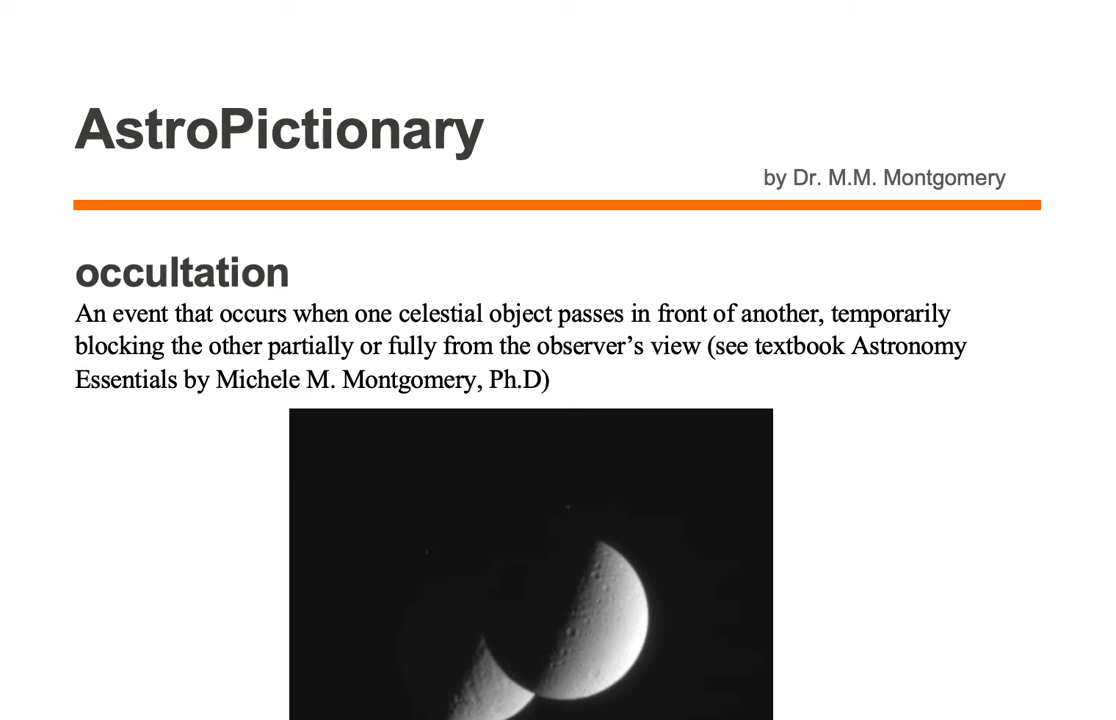 AstroPictionary
by Dr. M.M. Montgomery
occultation
An event that occurs when one celestial object passes in front of another, temporarily
blocking the other partially or fully from the observer’s view (see textbook Astronomy
Essentials by Michele M. Montgomery, Ph.D)